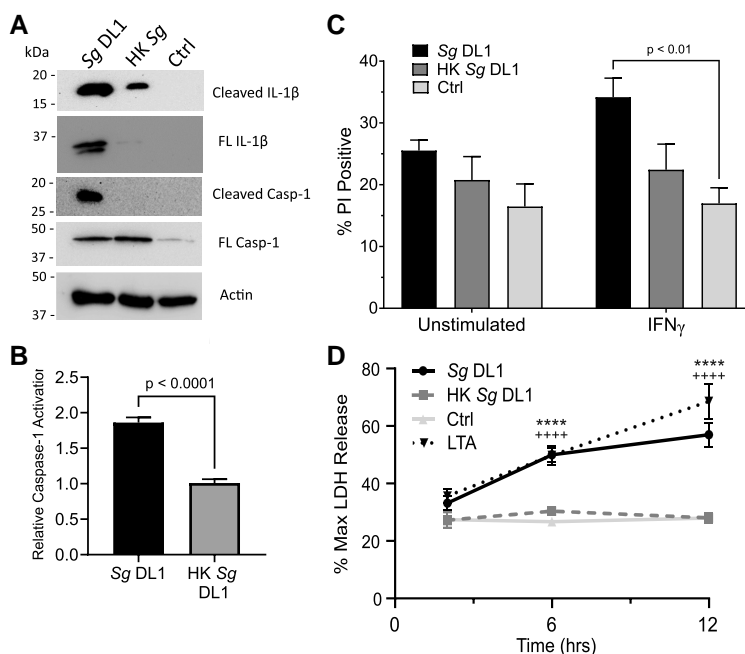 A
kDa
Sg DL1
HK Sg
Ctrl
20 -
15 -
Cleaved IL-1β
37 -
FL IL-1β
20 -
25 -
Cleaved Casp-1
50 -
37 -
FL Casp-1
50 -
37 -
Actin
B
Relative Caspase-1 Activation
2.5
2.0
1.5
1.0
0.5
0.0
p < 0.0001
Sg DL1
HK Sg
DL1
C
% PI Positive
40
30
20
10
0
Sg DL1
HK Sg DL1
Ctrl
p < 0.01
Unstimulated
IFNγ
D
% Max LDH Release
80
60
40
20
0
Sg DL1
HK Sg DL1
Ctrl
LTA
****
++++
****
++++
0
6
12
Time (hrs)